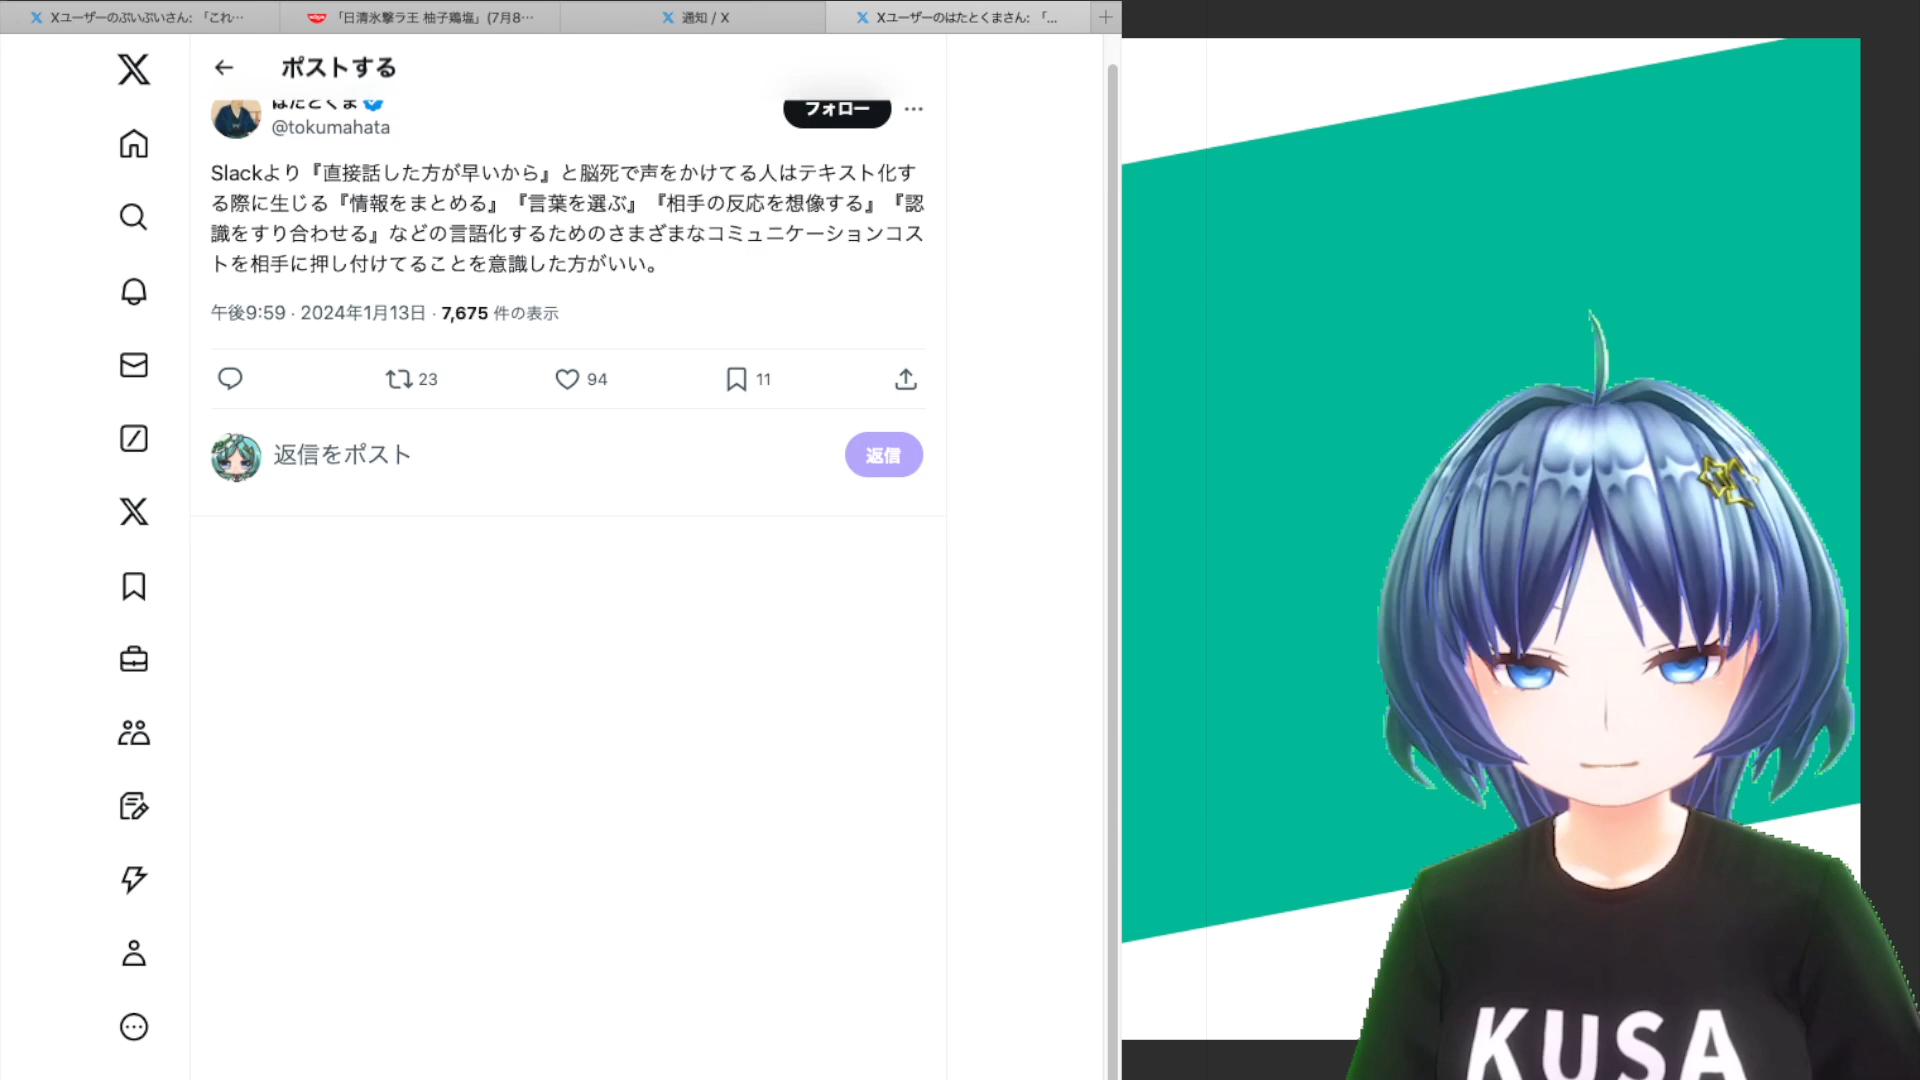 Xユーザーのぷいぷいさん: 「これ…
「日清氷撃ラ王 柚子鶏塩」(7月8…
通知 / X
Xユーザーのはたとくまさん: 「...
ポストする
はたとくま
@tokumahata
フォロー
Slackより『直接話した方が早いから』と脳死で声をかけてる人はテキスト化す
る際に生じる『情報をまとめる』『言葉を選ぶ』『相手の反応を想像する』『認
識をすり合わせる』などの言語化するためのさまざまなコミュニケーションコス
トを相手に押し付けてることを意識した方がいい。
午後9:59 · 2024年1月13日 · 7,675 件の表示
23
94
11
返信をポスト
返信
KUSA